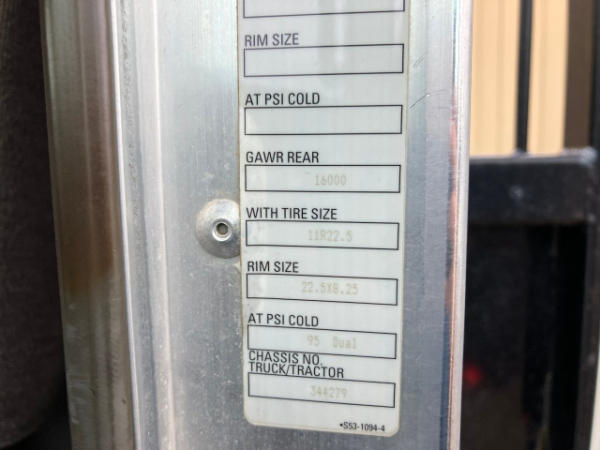 RIM SIZE
AT PSI COLD
GAWR REAR
16000
WITH TIRE SIZE
11R22.5
RIM SIZE
22.5X8.25
AT PSI COLD
95 Dual
CHASSIS NO.
TRUCK/TRACTOR
344279
•S53-1094-4